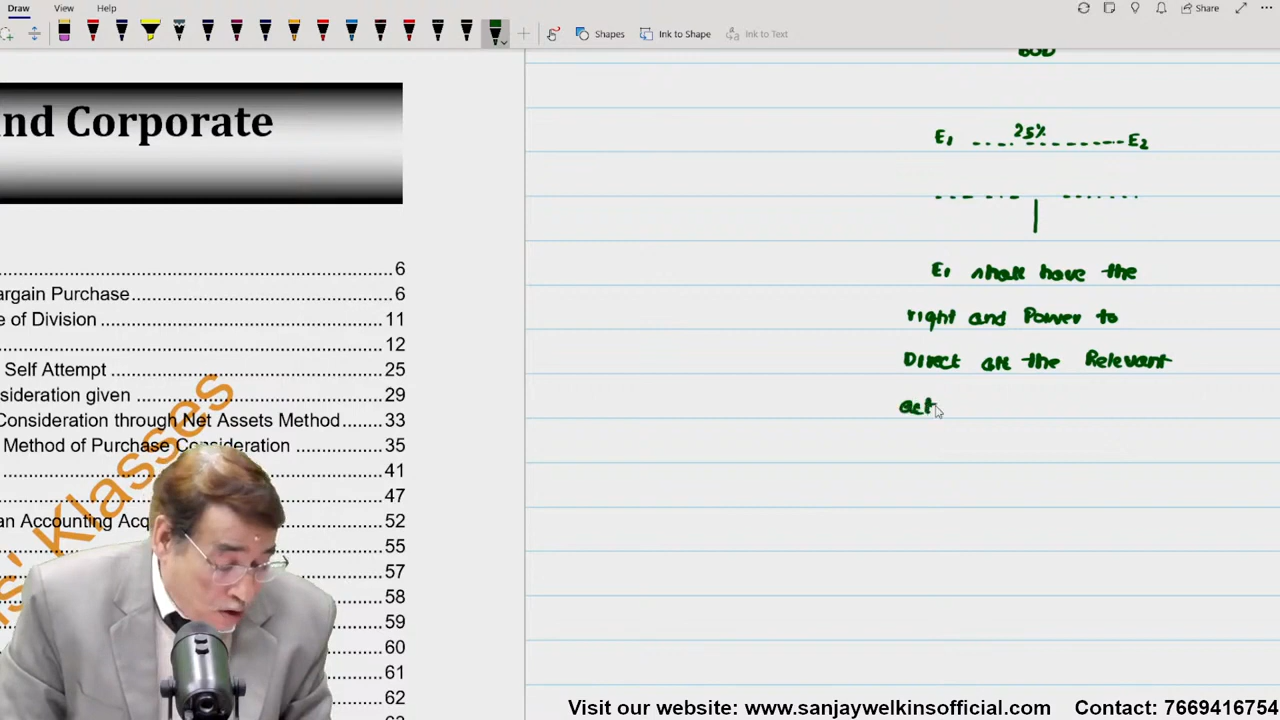 Draw View Help
Share
Shapes Ink to Shape Ink to Text
nd Corporate
6
argain Purchase 6
e of Division 11
12
Self Attempt 25
sideration given 29
Consideration through Net Assets Method 33
Method of Purchase Consideration 35
41
47
an Accounting Acq 52
55
57
58
59
60
61
62
s' Klasses
BOD
E1 25% E2
E1 shall have the
right and Power to
Direct all the Relevant
act
Visit our website: www.sanjaywelkinsofficial.com Contact: 7669416754